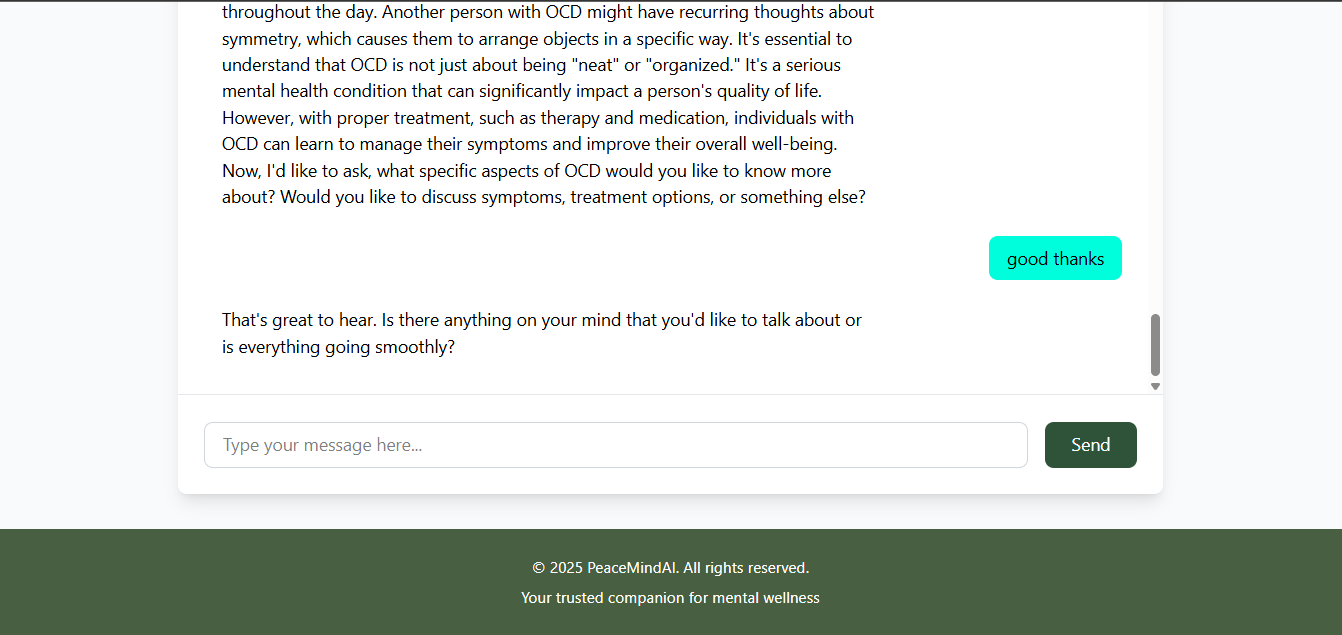 throughout the day. Another person with OCD might have recurring thoughts about
symmetry, which causes them to arrange objects in a specific way. It's essential to
understand that OCD is not just about being "neat" or "organized." It's a serious
mental health condition that can significantly impact a person's quality of life.
However, with proper treatment, such as therapy and medication, individuals with
OCD can learn to manage their symptoms and improve their overall well-being.
Now, I'd like to ask, what specific aspects of OCD would you like to know more
about? Would you like to discuss symptoms, treatment options, or something else?
good thanks
That's great to hear. Is there anything on your mind that you'd like to talk about or
is everything going smoothly?
Type your message here...
Send
© 2025 PeaceMindAI. All rights reserved.
Your trusted companion for mental wellness